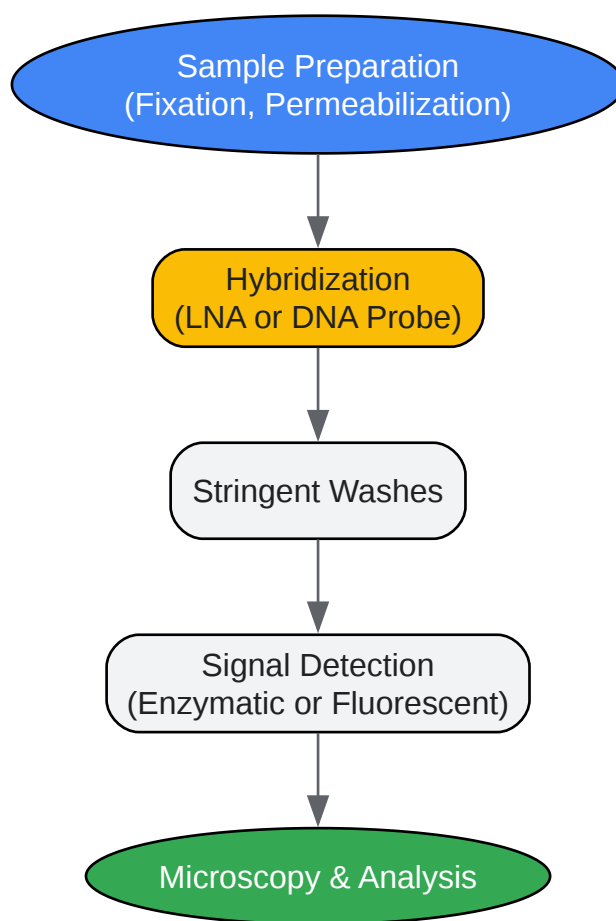 Sample Preparation
(Fixation, Permeabilization)
Hybridization
(LNA or DNA Probe)
Stringent Washes
Signal Detection
(Enzymatic or Fluorescent)
Microscopy & Analysis